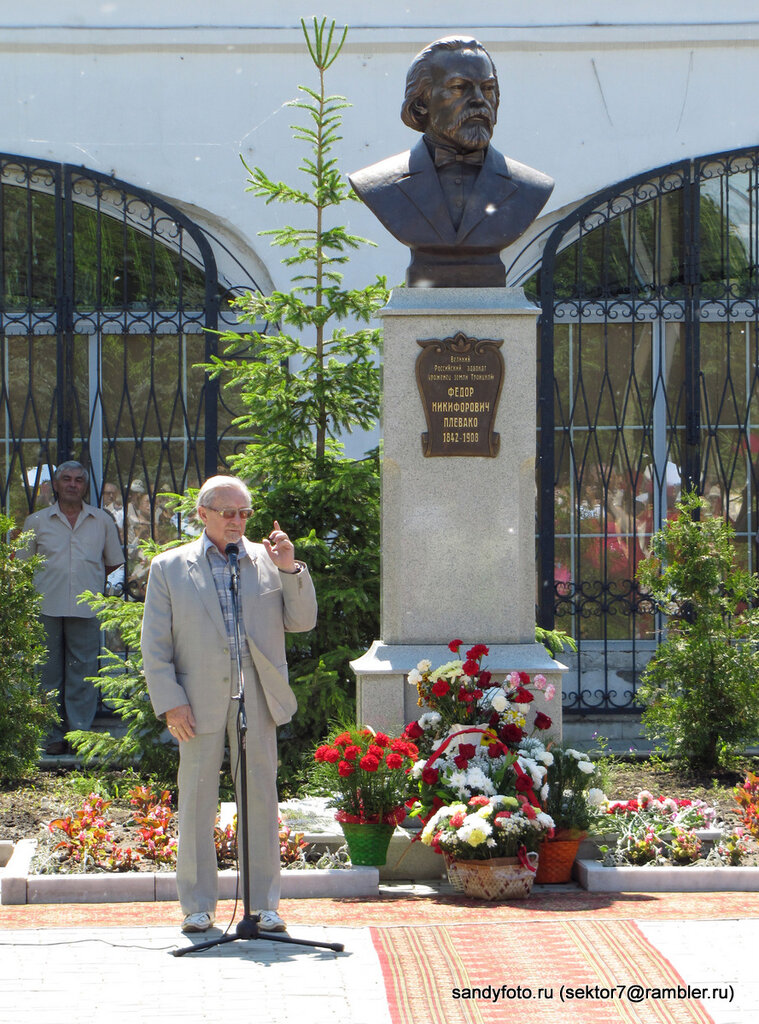 Великий
Российский адвокат
уроженец земли Троицкой
ФЕДОР
НИКИФОРОВИЧ
ПЛЕВАКО
1842-1908
sandyfoto.ru (sektor7@rambler.ru)